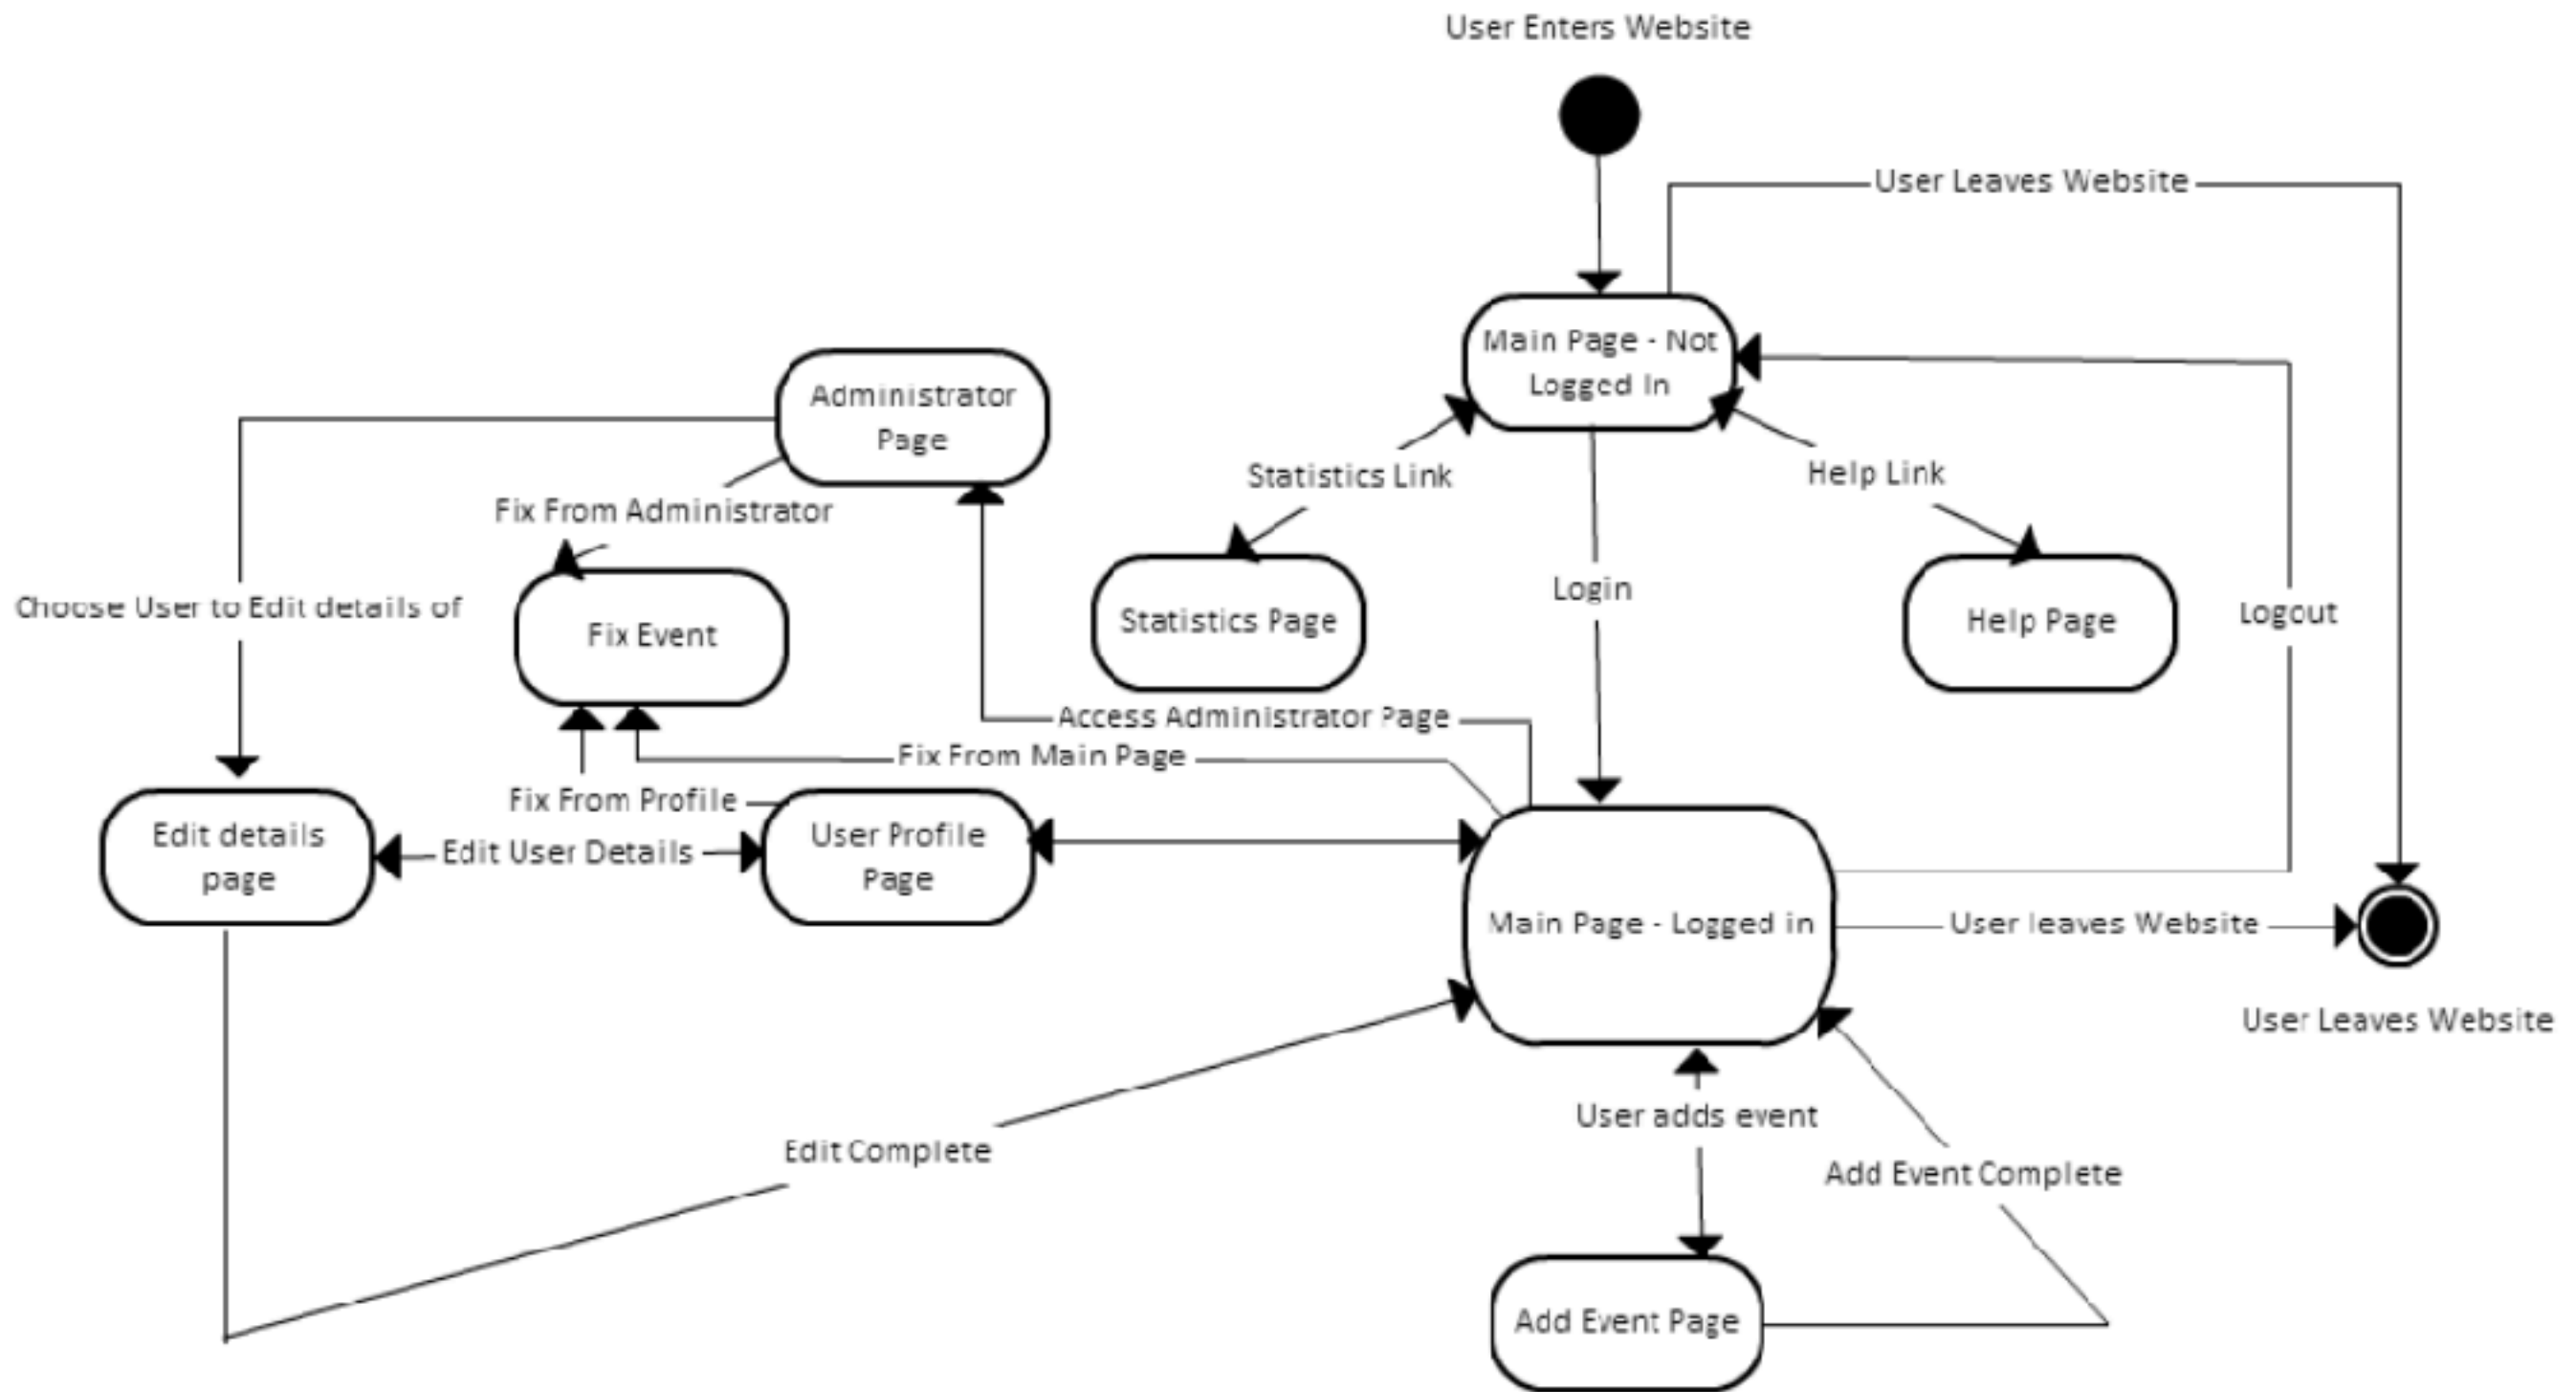 User Enters Website
User Leaves Website
Main Page - Not
Logged In
Administrator
Page
Statistics Link
Help Link
Fix From Administrator
Login
Choose User to Edit details of
Fix Event
Statistics Page
Help Page
Logout
Access Administrator Page
Fix From Main Page
Fix From Profile
Edit details
page
Edit User Details
User Profile
Page
Main Page - Logged in
User leaves Website
User Leaves Website
User adds event
Edit Complete
Add Event Complete
Add Event Page